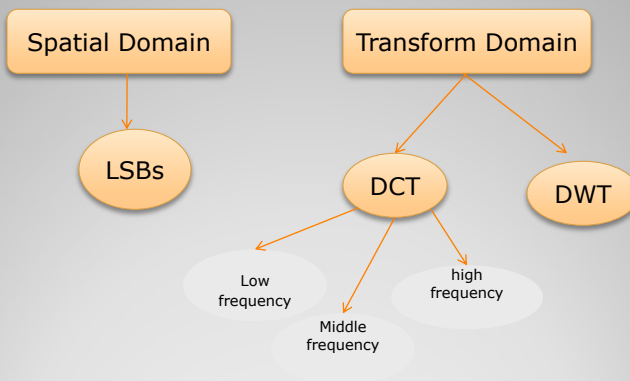 Spatial Domain
Transform Domain
LSBs
DCT
DWT
Low
frequency
Middle
frequency
high
frequency